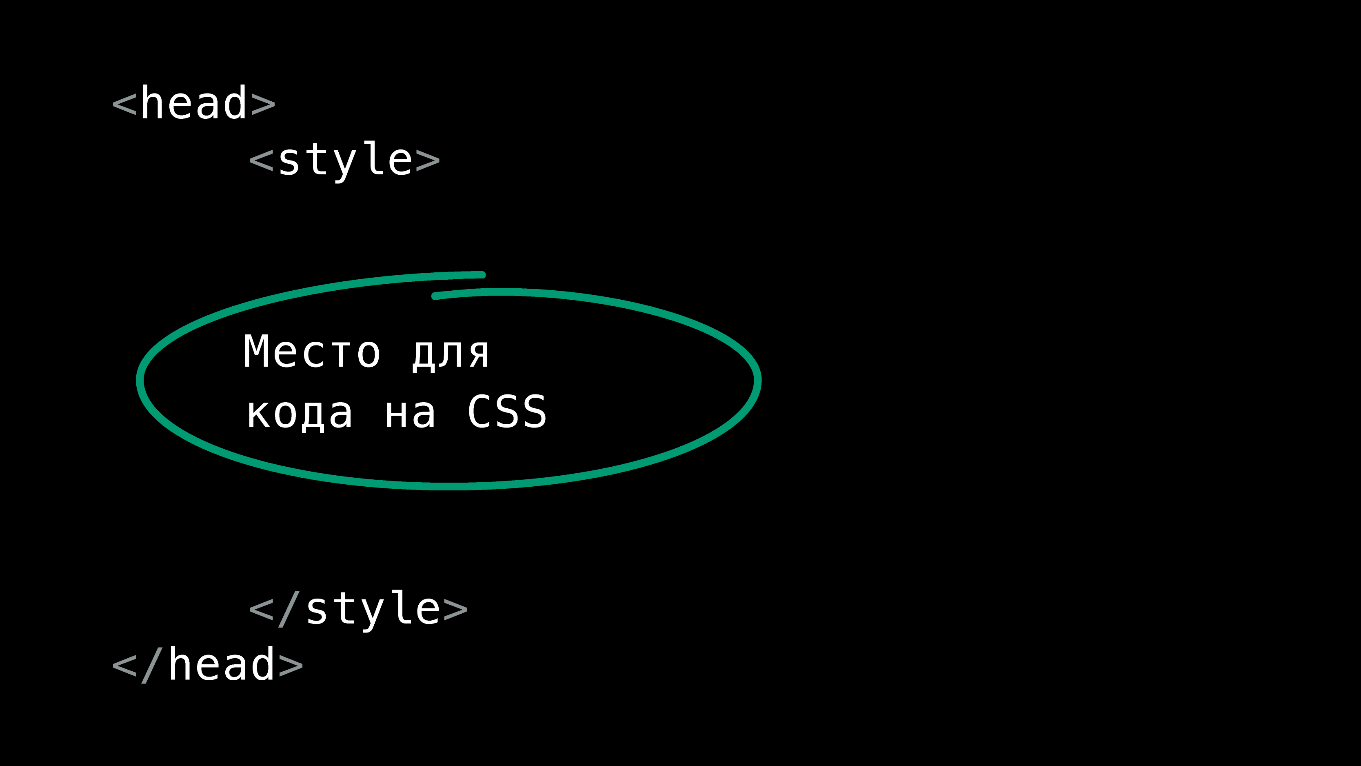 <head>
<style>
Место для
кода на CSS
</style>
</head>